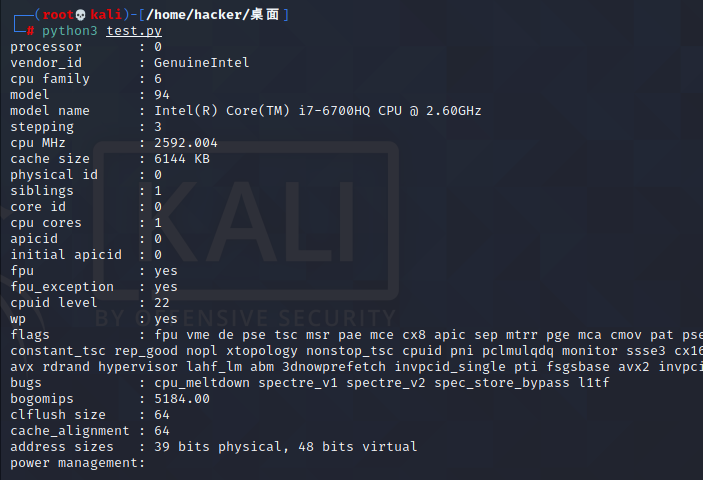 (root💀kali)-[/home/hacker/桌面]
# python3 test.py
processor : 0
vendor_id : GenuineIntel
cpu family : 6
model : 94
model name : Intel(R) Core(TM) i7-6700HQ CPU @ 2.60GHz
stepping : 3
cpu MHz : 2592.004
cache size : 6144 KB
physical id : 0
siblings : 1
core id : 0
cpu cores : 1
apicid : 0
initial apicid : 0
fpu : yes
fpu_exception : yes
cpuid level : 22
wp : yes
flags : fpu vme de pse tsc msr pae mce cx8 apic sep mtrr pge mca cmov pat pse
constant_tsc rep_good nopl xtopology nonstop_tsc cpuid pni pclmulqdq monitor ssse3 cx16
avx rdrand hypervisor lahf_lm abm 3dnowprefetch invpcid_single pti fsgsbase avx2 invpci
bugs : cpu_meltdown spectre_v1 spectre_v2 spec_store_bypass l1tf
bogomips : 5184.00
clflush size : 64
cache_alignment : 64
address sizes : 39 bits physical, 48 bits virtual
power management:
KALI
BY OFFENSIVE SECURITY